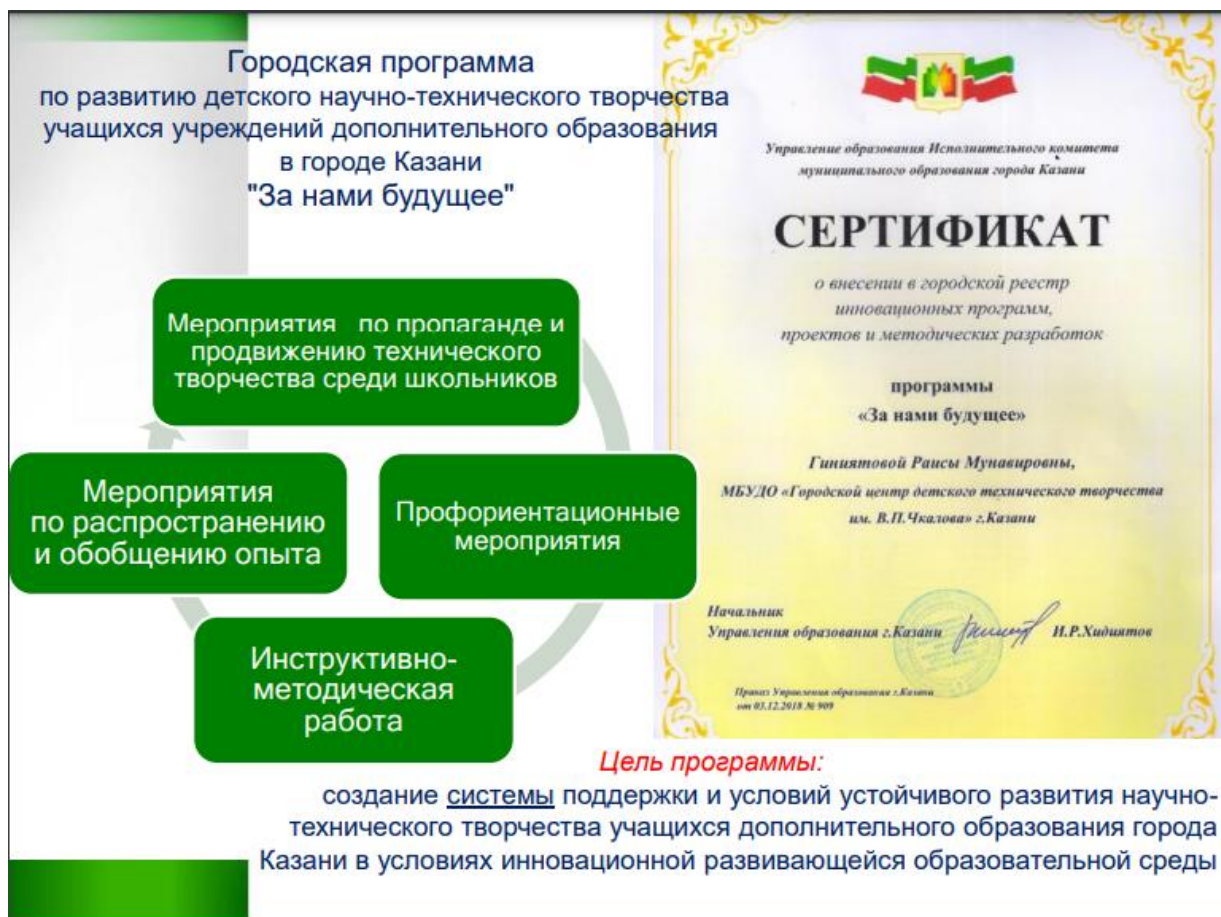 Городская программа
по развитию детского научно-технического творчества
учащихся учреждений дополнительного образования
в городе Казани
"За нами будущее"
Мероприятия по пропаганде и
продвижению технического
творчества среди школьников
Профориентационные
мероприятия
Инструктивно-
методическая
работа
Мероприятия
по распространению
и обобщению опыта
Управление образования Исполнительного комитета
муниципального образования города Казани
СЕРТИФИКАТ
о внесении в городской реестр
инновационных программ,
проектов и методических разработок
программы
«За нами будущее»
Гиниятовой Раисы Мунавировны,
МБУДО «Городской центр детского технического творчества
им. В.П.Чкалова» г.Казани
Начальник
Управления образования г.Казани И.Р.Хидиятов
Приказ Управления образования г.Казани
от 03.12.2018 № 909
Цель программы:
создание системы поддержки и условий устойчивого развития научно-
технического творчества учащихся дополнительного образования города
Казани в условиях инновационной развивающейся образовательной среды